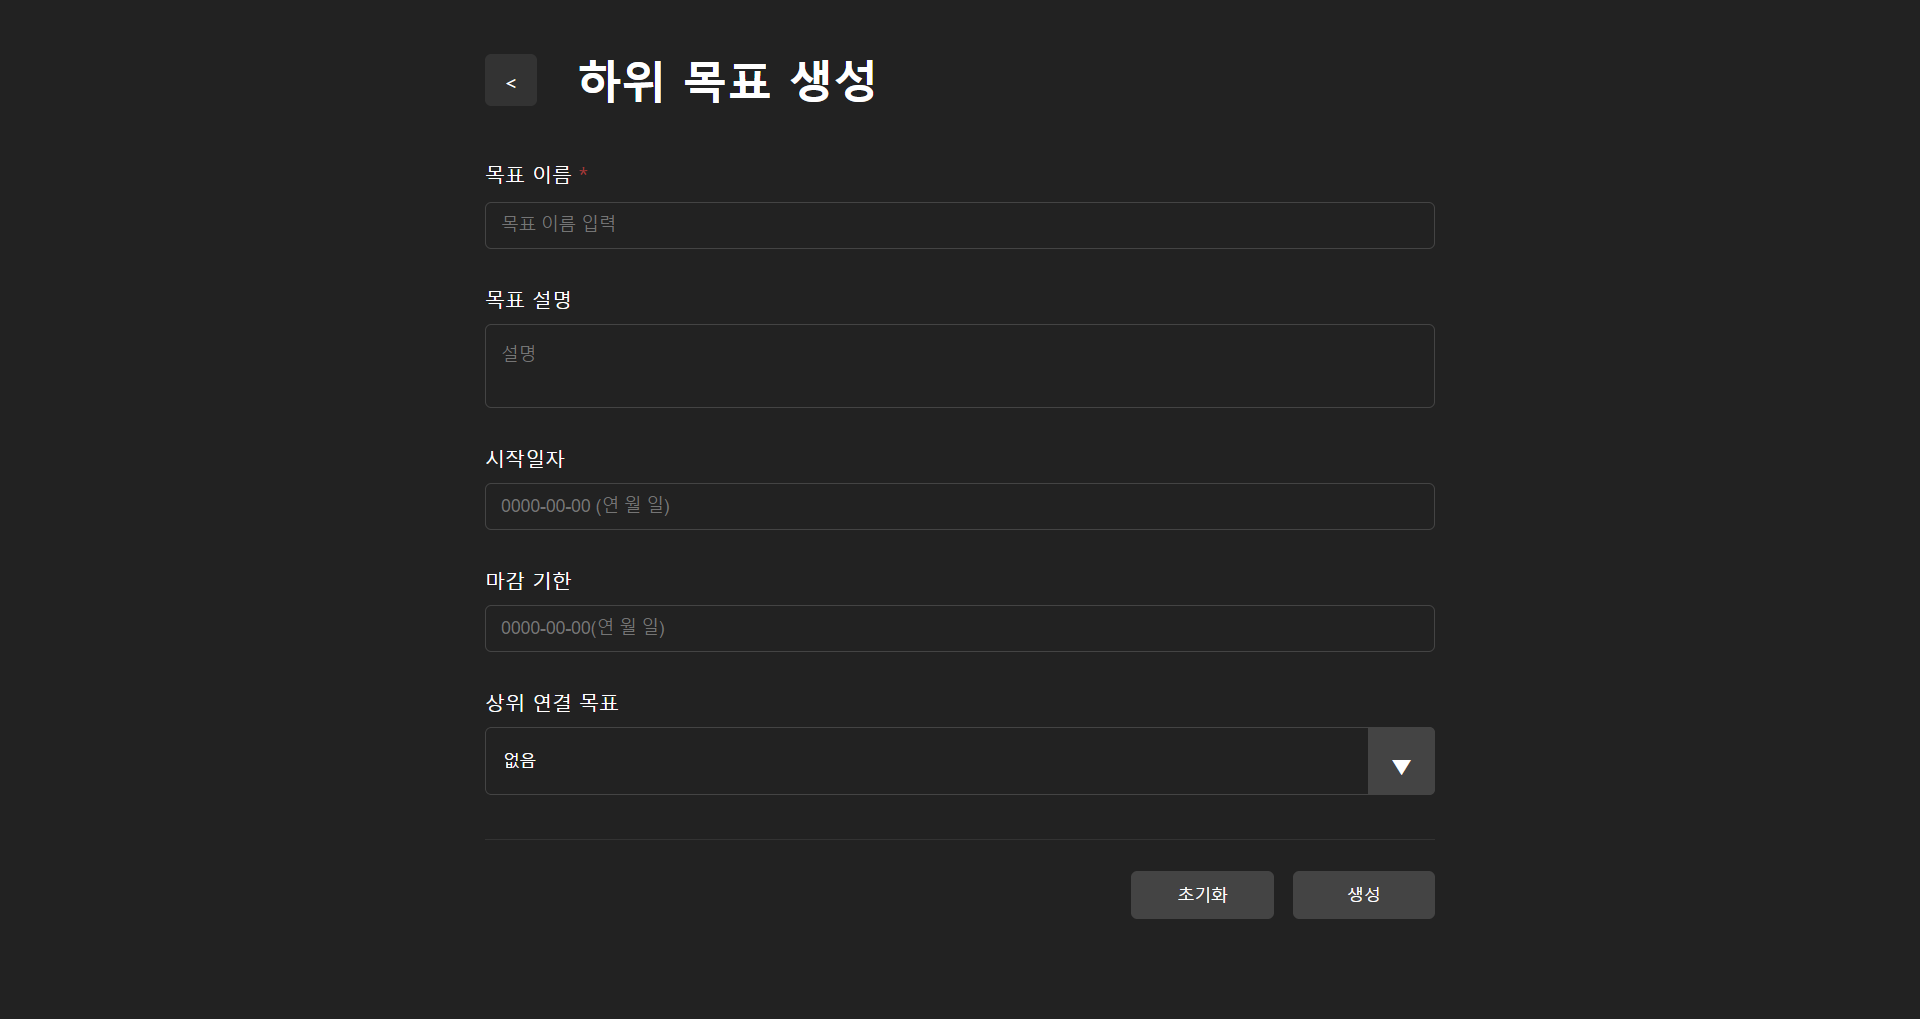 < 하위 목표 생성
목표 이름 *
목표 이름 입력
목표 설명
설명
시작일자
0000-00-00 (연 월 일)
마감 기한
0000-00-00(연 월 일)
상위 연결 목표
없음 ▼
초기화 생성